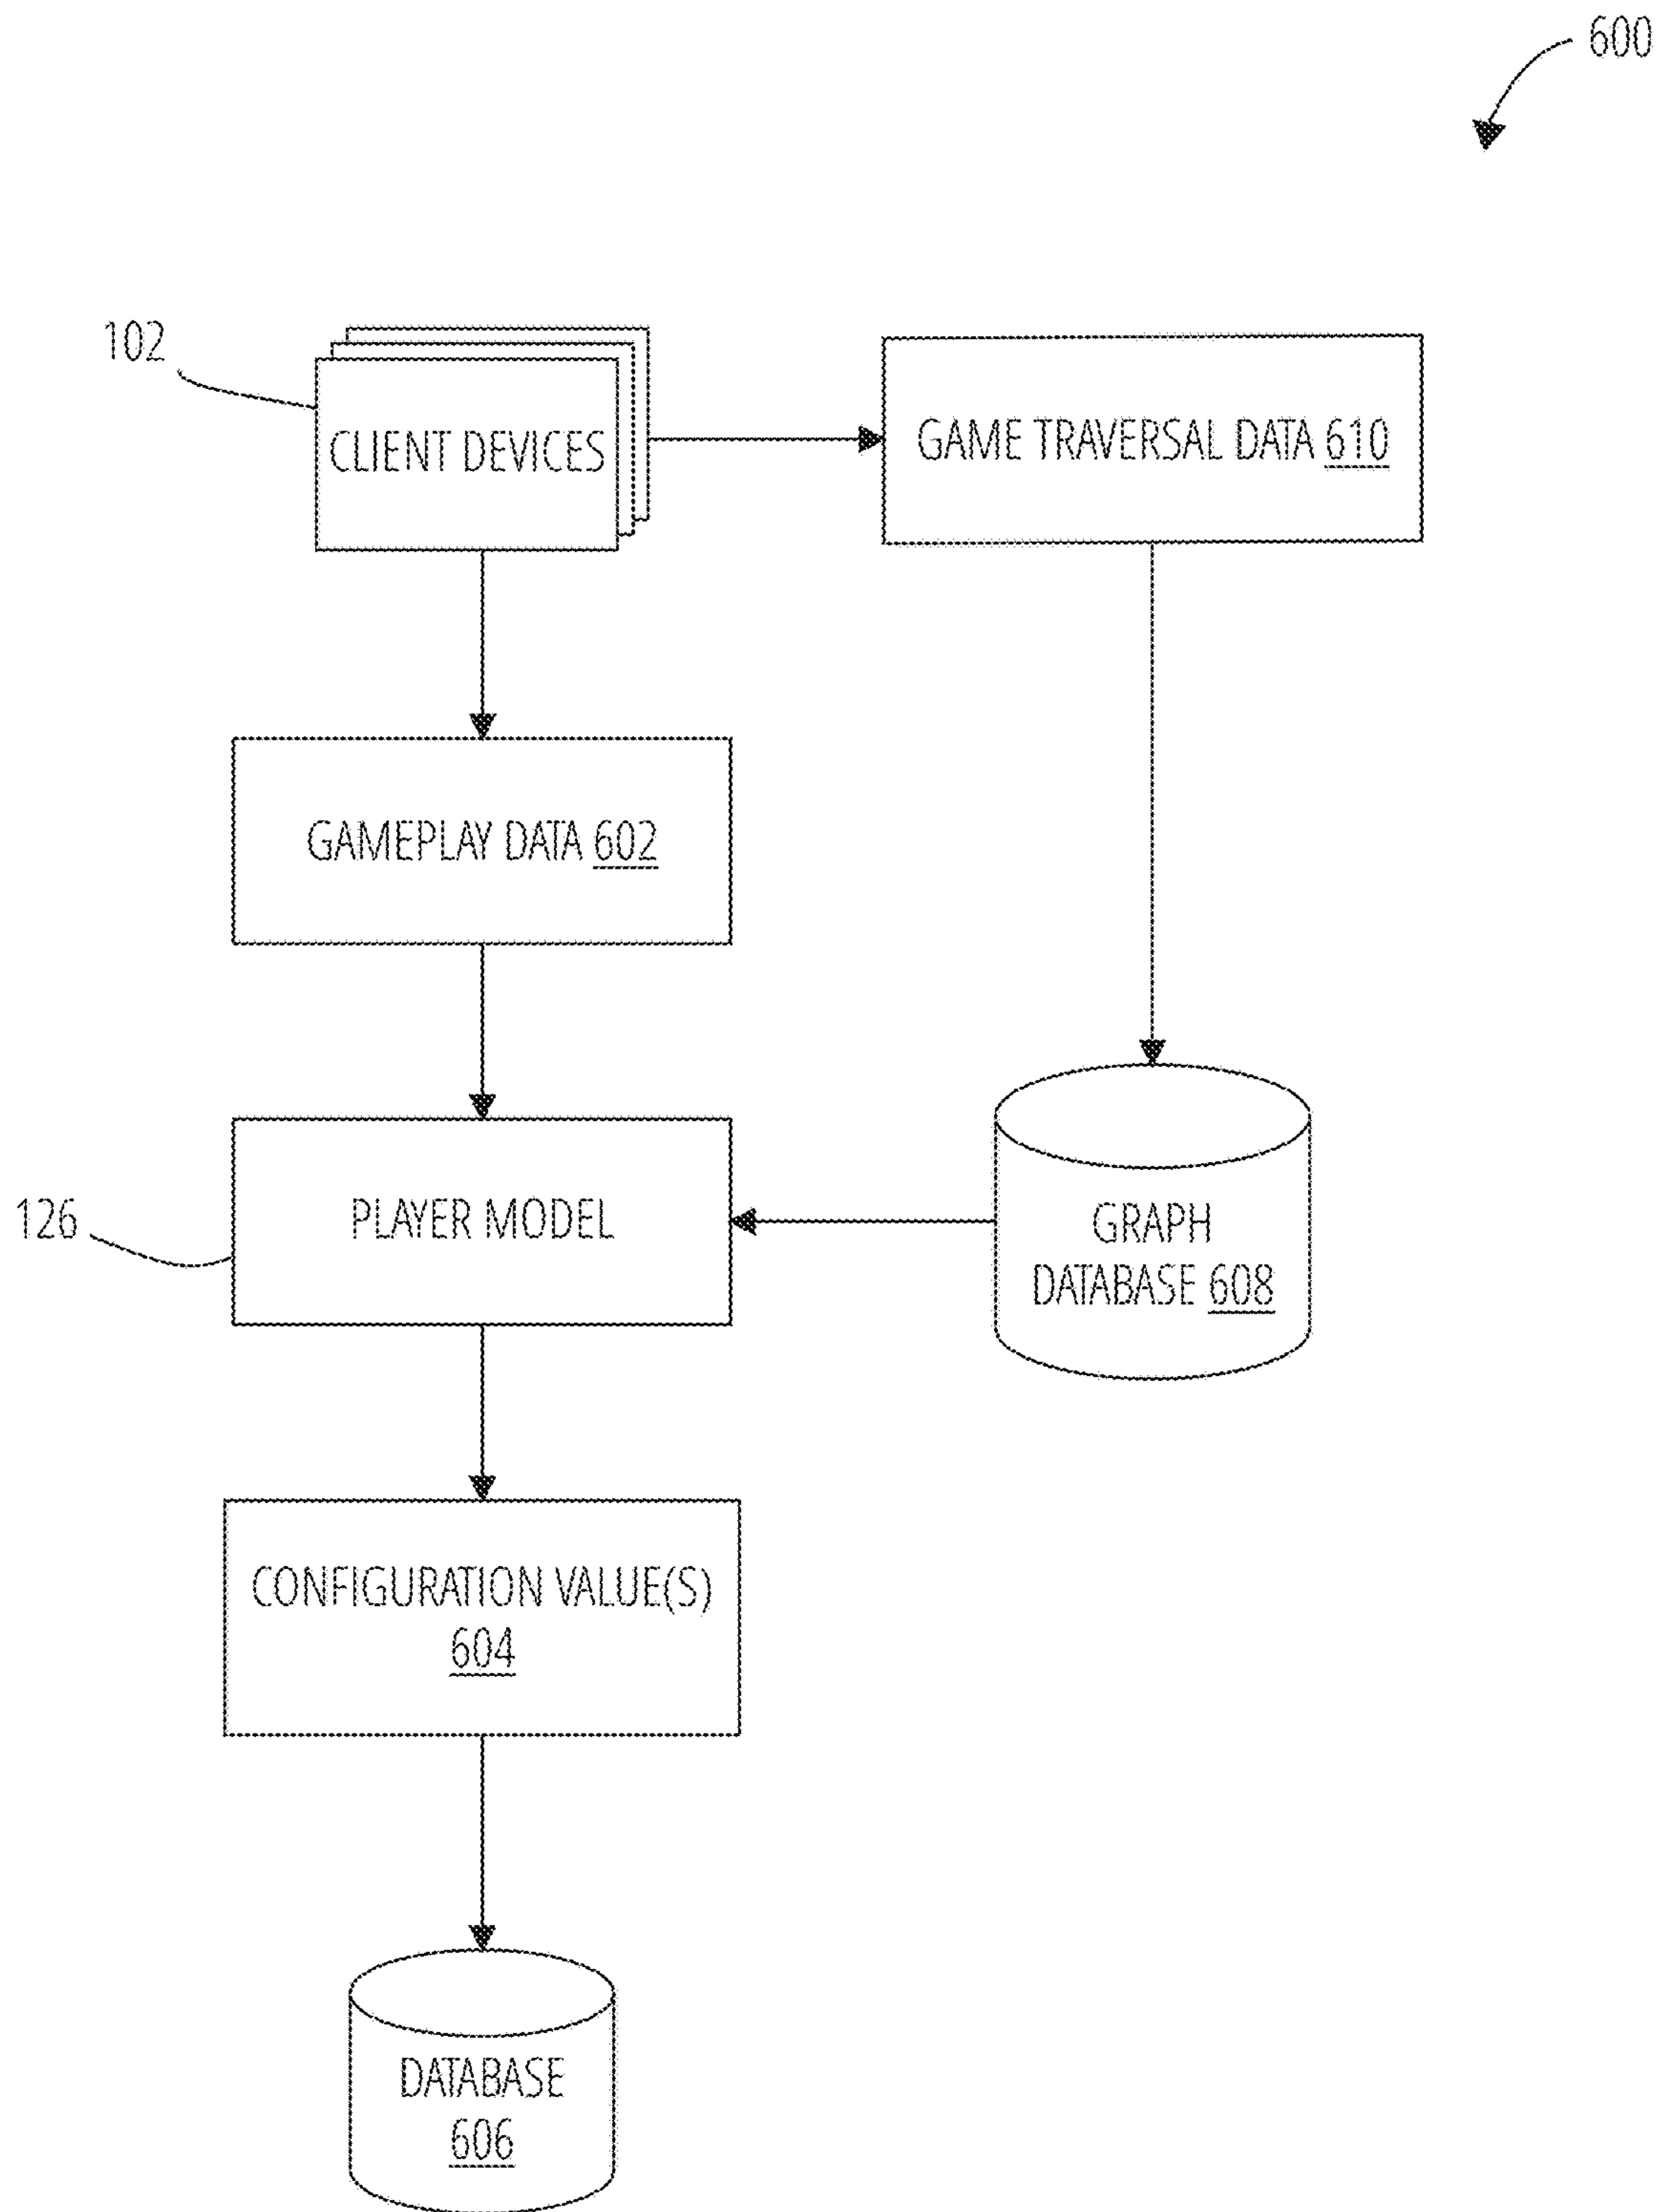 600
102
CLIENT DEVICES
GAME TRAVERSAL DATA 610
GAMEPLAY DATA 602
126
PLAYER MODEL
GRAPH
DATABASE 608
CONFIGURATION VALUE(S)
604
DATABASE
606